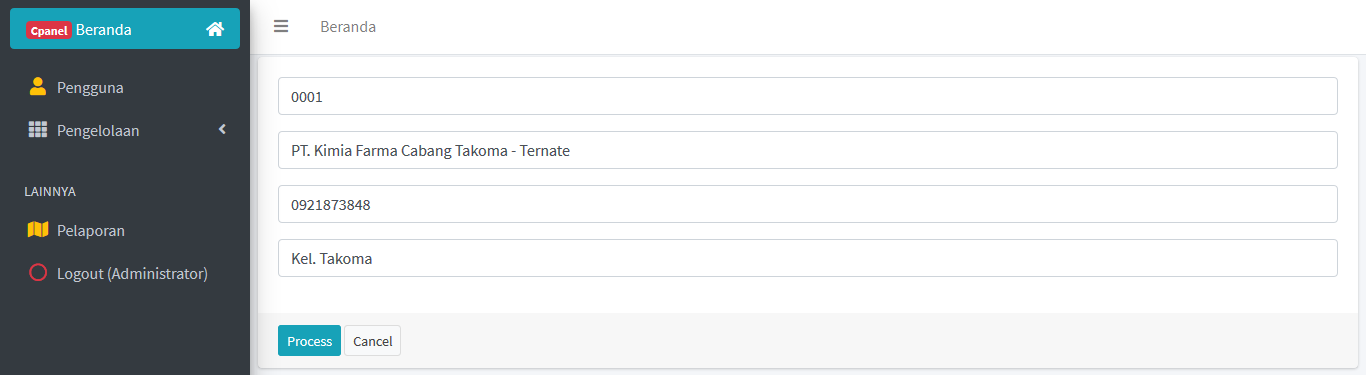 Cpanel Beranda
Beranda
Pengguna
Pengelolaan
LAINNYA
Pelaporan
Logout (Administrator)
0001
PT. Kimia Farma Cabang Takoma - Ternate
0921873848
Kel. Takoma
Process Cancel